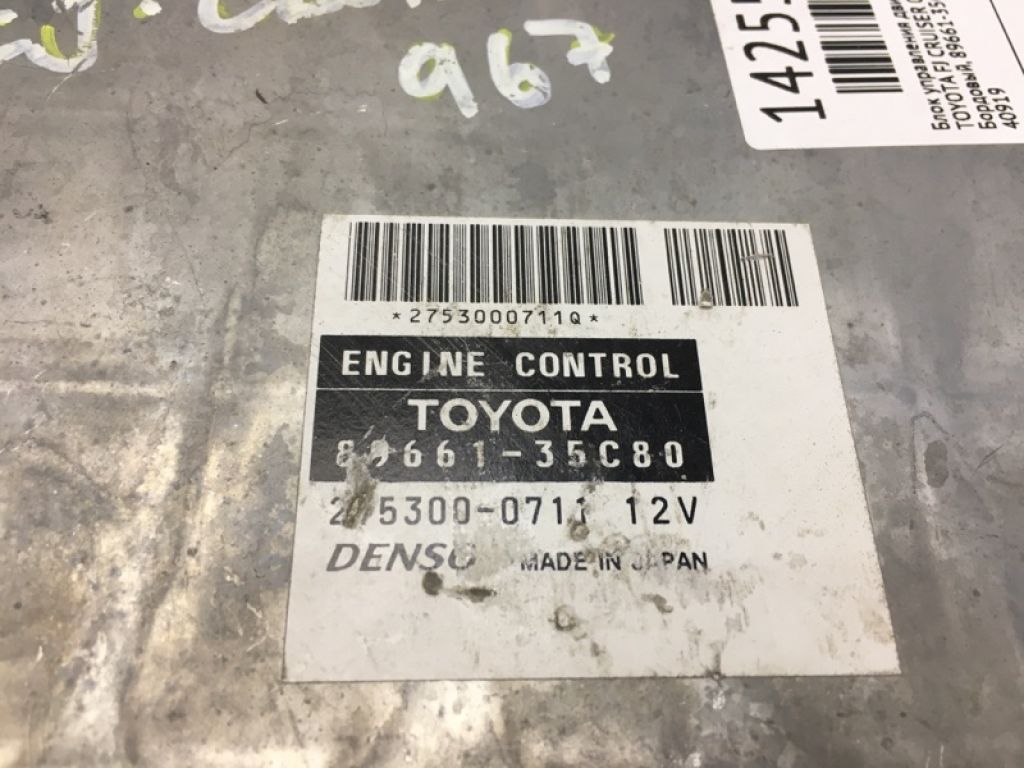 967
1425
Блок управления
TOYOTA FJ CRUISER
ТОРОВЫЙ, 89661-35
Бордовый
40919
*2753000711Q*
ENGINE CONTROL
TOYOTA
89661-35C80
275300-0711 12V
DENSO MADE IN JAPAN